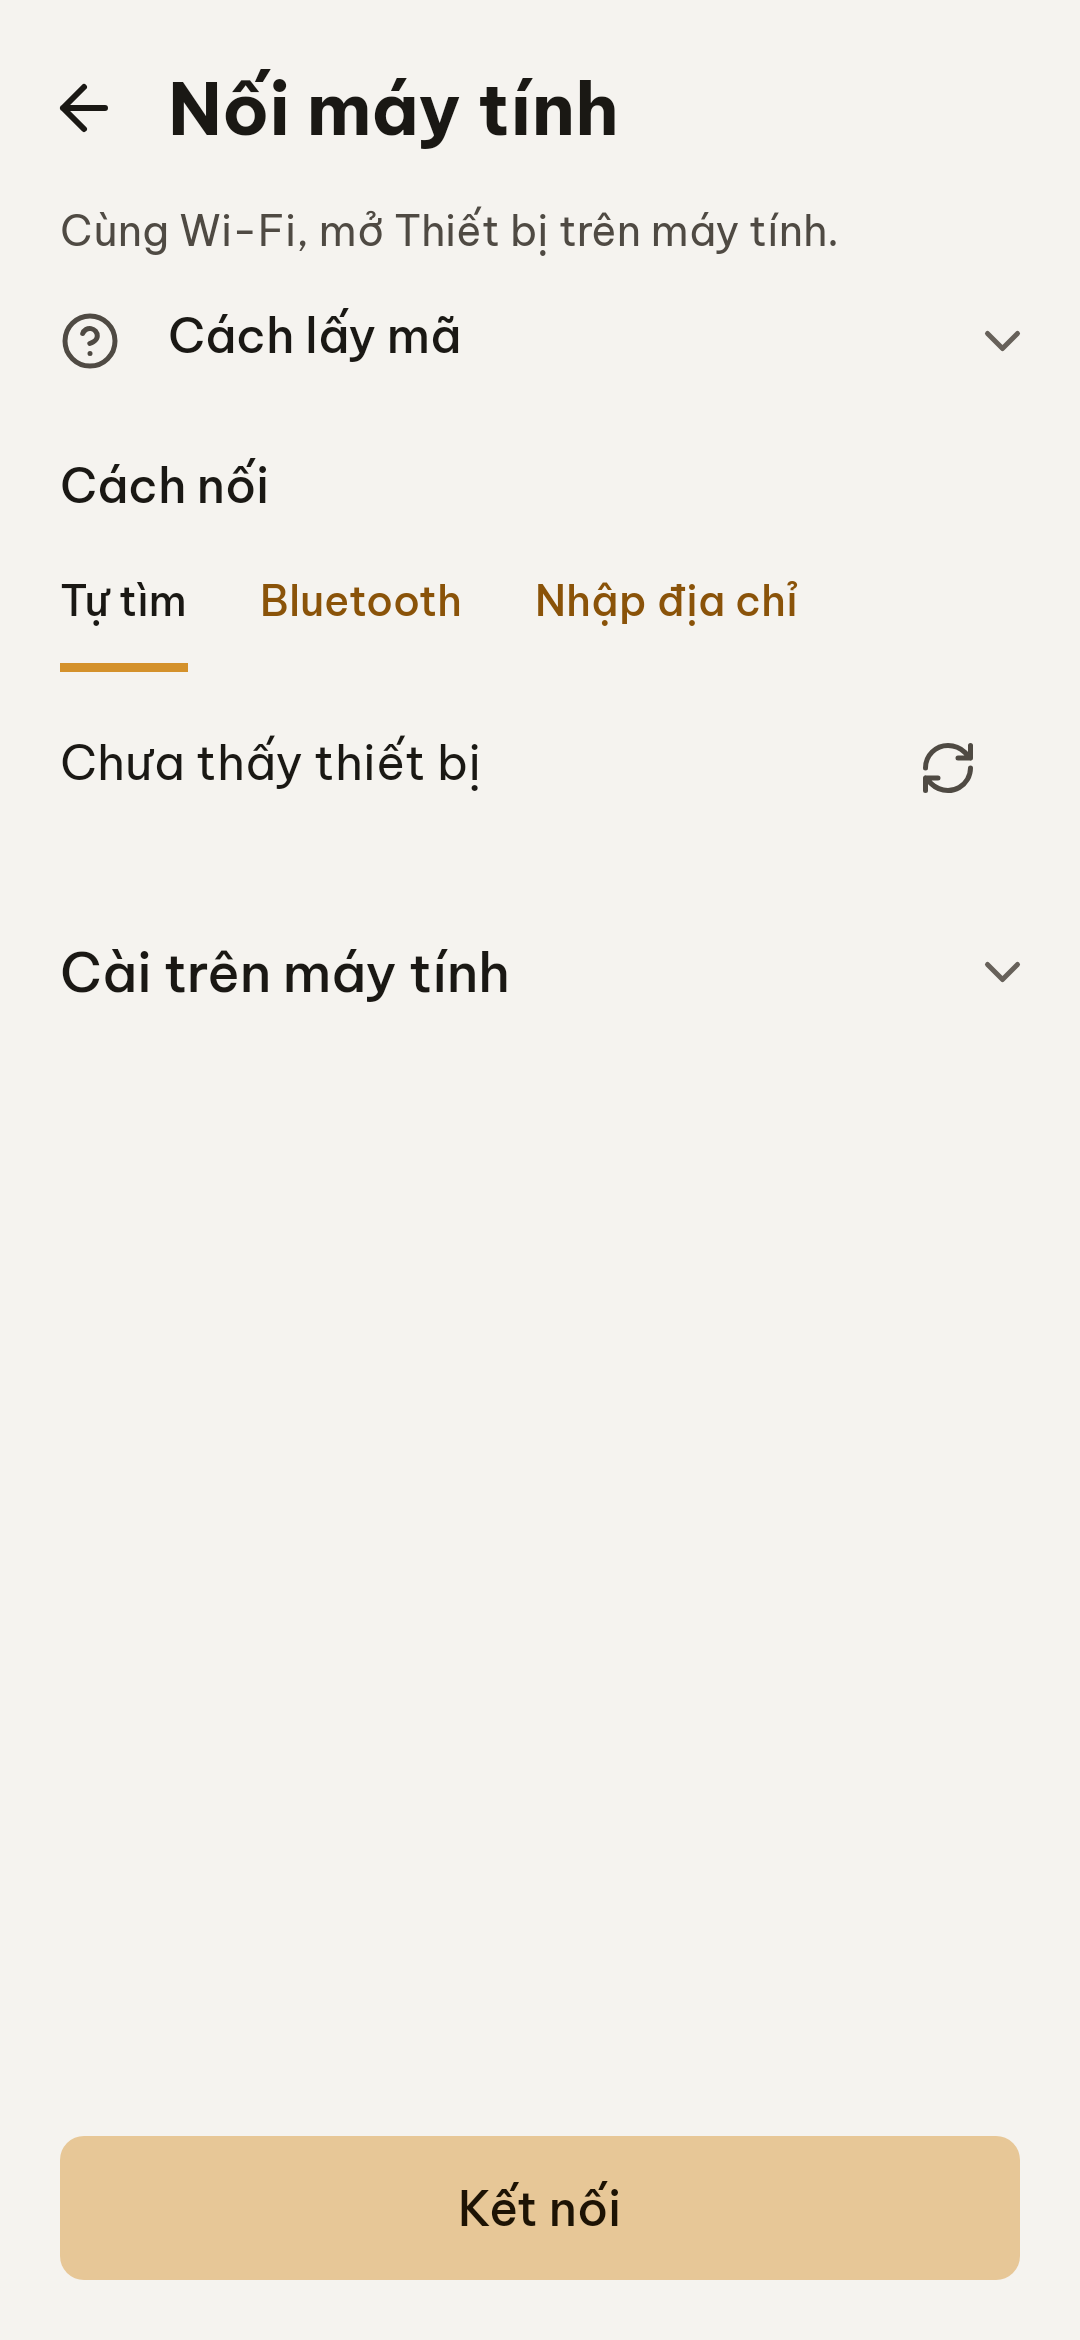 Nối máy tính
Cùng Wi-Fi, mở Thiết bị trên máy tính.
Cách lấy mã
Cách nối
Tự tìm Bluetooth Nhập địa chỉ
Chưa thấy thiết bị
Cài trên máy tính
Kết nối